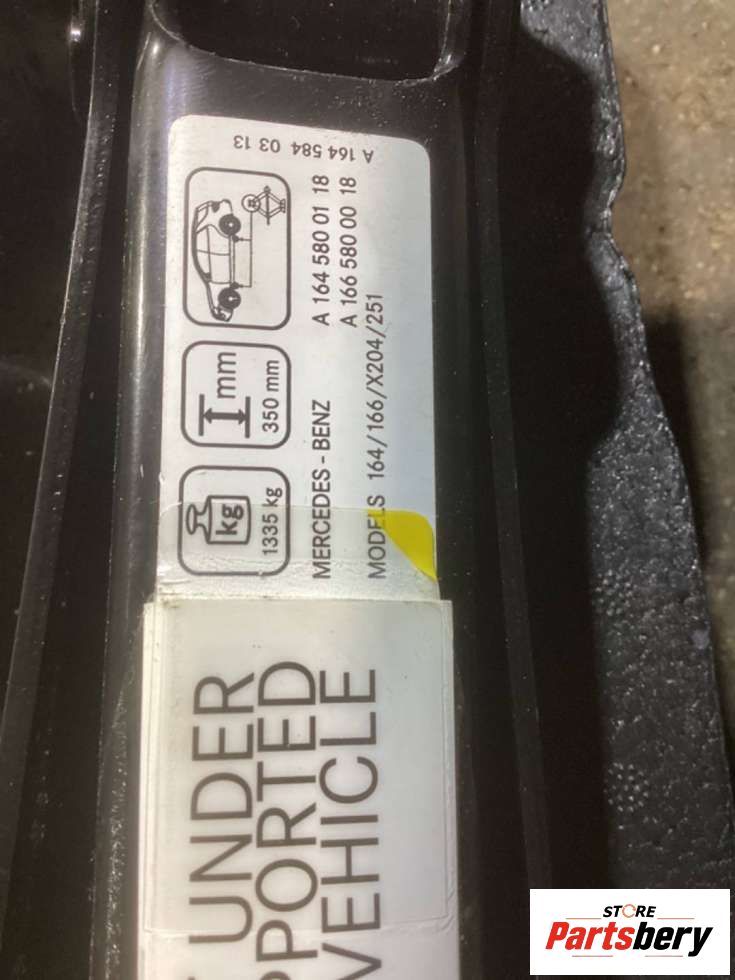 kg
1335 kg
mm
350 mm
MERCEDES - BENZ
A 164 580 01 18
A 166 580 00 18
MODELS 164/166/X204/251
A 164 584 03 13
UNDER
PPORTED
VEHICLE
STORE
Partsbery